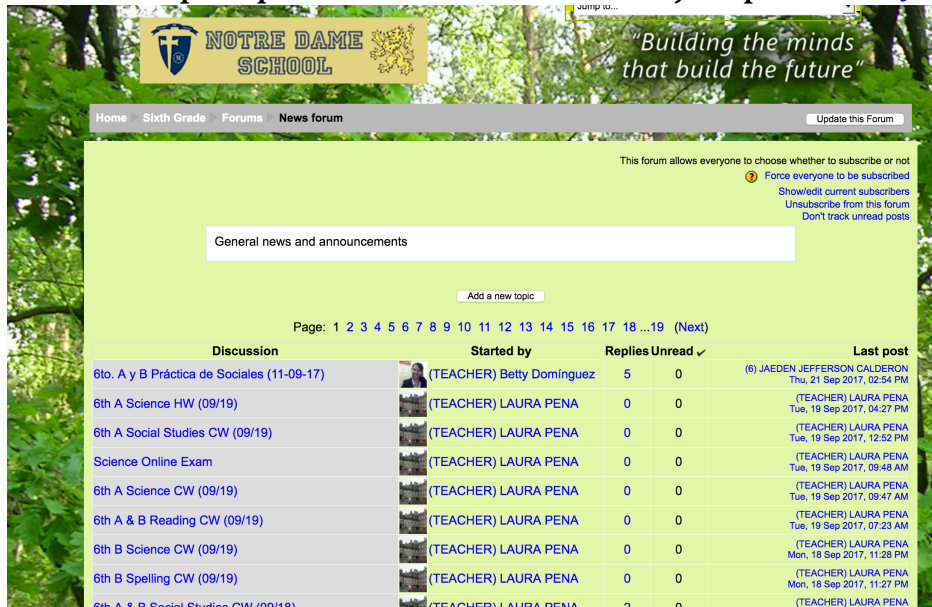 Jump to...
NOTRE DAME
SCHOOL
"Building the minds
that build the future"
Home Sixth Grade Forums News forum Update this Forum
This forum allows everyone to choose whether to subscribe or not
Force everyone to be subscribed
Show/edit current subscribers
Unsubscribe from this forum
Don't track unread posts
General news and announcements
Add a new topic
Page: 1 2 3 4 5 6 7 8 9 10 11 12 13 14 15 16 17 18 ...19 (Next)
Discussion Started by Replies Unread ✓ Last post
6to. A y B Práctica de Sociales (11-09-17) (TEACHER) Betty Domínguez 5 0 (6) JAEDEN JEFFERSON CALDERON
Thu, 21 Sep 2017, 02:54 PM
6th A Science HW (09/19) (TEACHER) LAURA PENA 0 0 (TEACHER) LAURA PENA
Tue, 19 Sep 2017, 04:27 PM
6th A Social Studies CW (09/19) (TEACHER) LAURA PENA 0 0 (TEACHER) LAURA PENA
Tue, 19 Sep 2017, 12:52 PM
Science Online Exam (TEACHER) LAURA PENA 0 0 (TEACHER) LAURA PENA
Tue, 19 Sep 2017, 09:48 AM
6th A Science CW (09/19) (TEACHER) LAURA PENA 0 0 (TEACHER) LAURA PENA
Tue, 19 Sep 2017, 09:47 AM
6th A & B Reading CW (09/19) (TEACHER) LAURA PENA 0 0 (TEACHER) LAURA PENA
Tue, 19 Sep 2017, 07:23 AM
6th B Science CW (09/19) (TEACHER) LAURA PENA 0 0 (TEACHER) LAURA PENA
Mon, 18 Sep 2017, 11:28 PM
6th B Spelling CW (09/19) (TEACHER) LAURA PENA 0 0 (TEACHER) LAURA PENA
Mon, 18 Sep 2017, 11:27 PM
6th A & B Social Studies CW (09/18) (TEACHER) LAURA PENA 2 0 (TEACHER) LAURA PENA